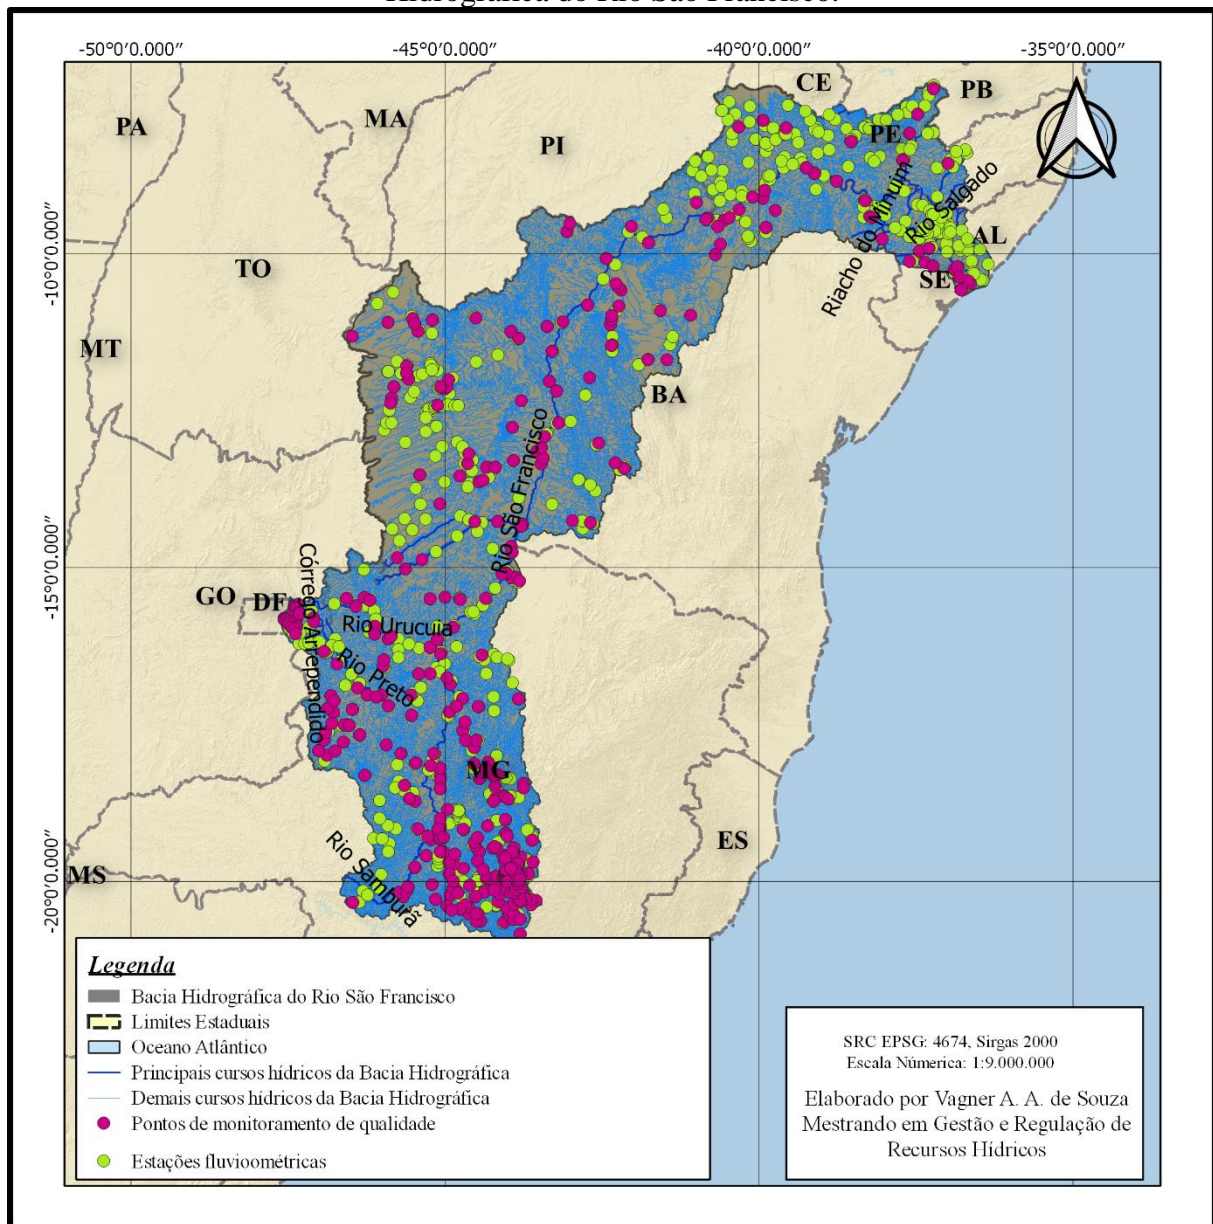 Hidrográfica do Rio São Francisco.
-50°0′0.000″
-45°0′0.000″
-40°0′0.000″
-35°0′0.000″
CE
PB
PA
MA
PE
PI
Riacho do Minuim
Rio Salgado
AL
-10°0′0.000″
TO
SE
MT
BA
Rio São Francisco
-15°0′0.000″
GO
DF
Córrego Arrependido
Rio Urucuia
Rio Preto
MG
ES
Rio Samburá
MS
-20°0′0.000″
Legenda
Bacia Hidrográfica do Rio São Francisco
Limites Estaduais
Oceano Atlântico
Principais cursos hídricos da Bacia Hidrográfica
Demais cursos hídricos da Bacia Hidrográfica
Pontos de monitoramento de qualidade
Estações fluvioométricas
SRC EPSG: 4674, Sirgas 2000
Escala Númerica: 1:9.000.000
Elaborado por Vagner A. A. de Souza
Mestrando em Gestão e Regulação de
Recursos Hídricos